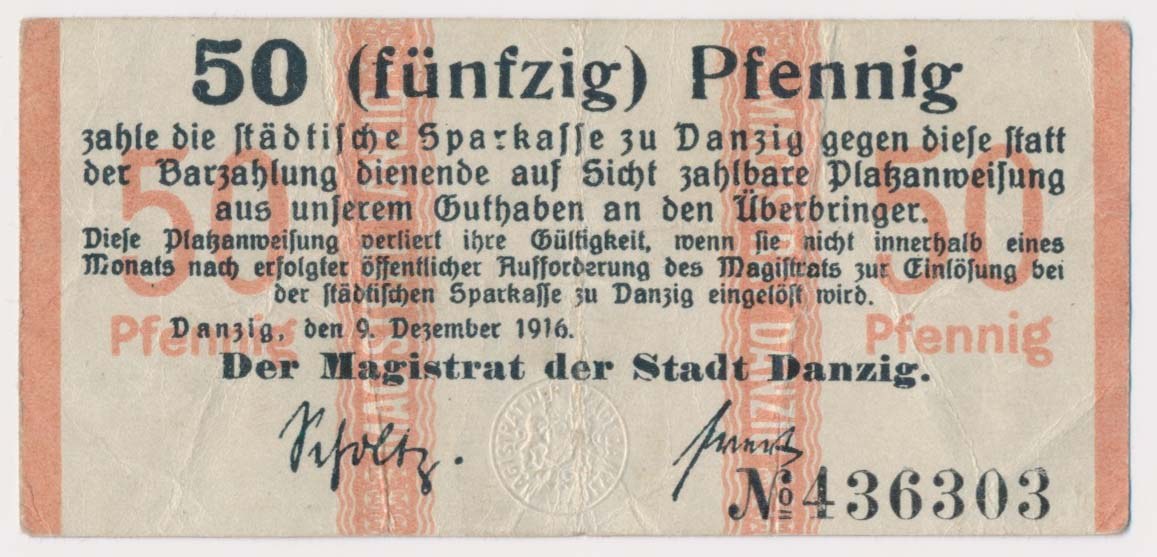 50 (fünfzig) Pfennig
zahle die städtische Sparkasse zu Danzig gegen diese statt
der Barzahlung dienende auf Sicht zahlbare Platzanweisung
aus unserem Guthaben an den Überbringer.
Diese Platzanweisung verliert ihre Gültigkeit, wenn sie nicht innerhalb eines
Monats nach erfolgter öffentlicher Aufforderung des Magistrats zur Einlösung bei
der städtischen Sparkasse zu Danzig eingelöst wird.
50 Pfennig
50 Pfennig
Danzig, den 9. Dezember 1916.
Der Magistrat der Stadt Danzig.
Scholtz.
No 436303